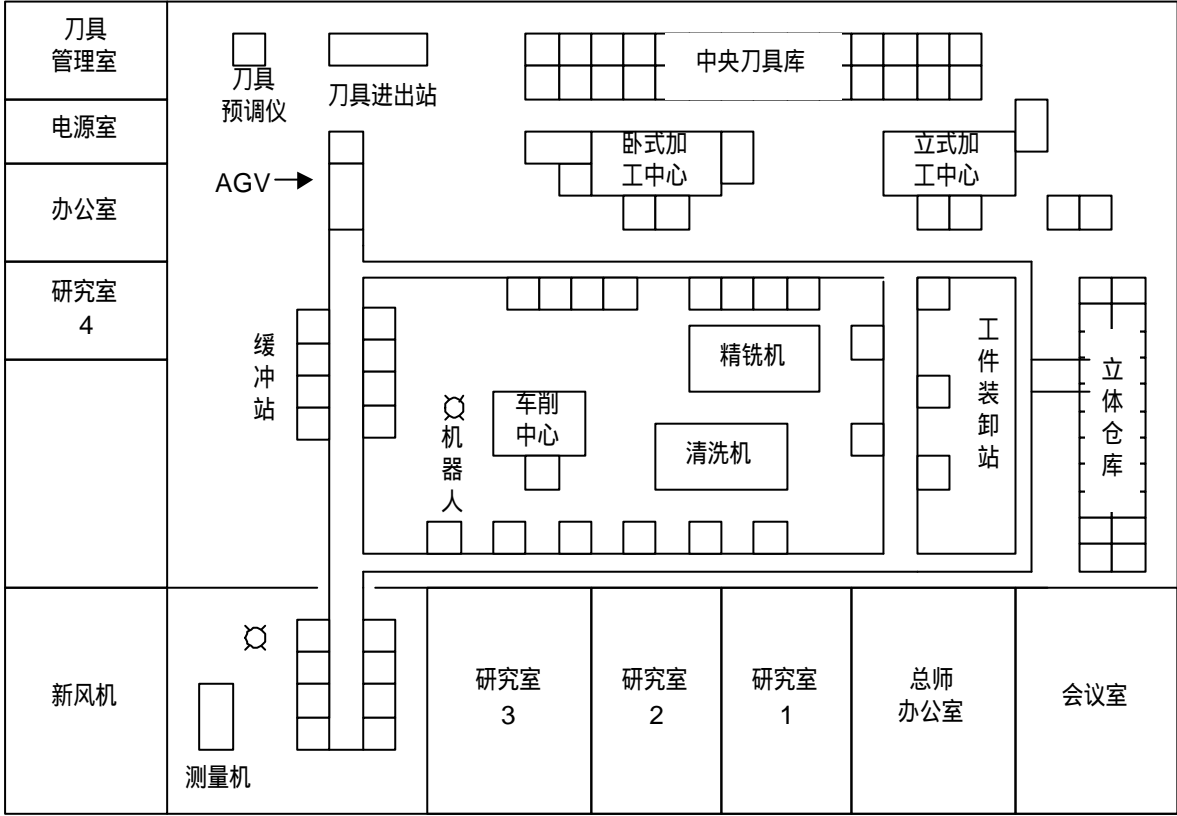 刀具
管理室
刀具
预调仪
刀具进出站
中央刀具库
电源室
卧式加
工中心
立式加
工中心
AGV
办公室
研究室
4
缓
冲
站
机
器
人
车削
中心
精铣机
清洗机
工
件
装
卸
站
立
体
仓
库
新风机
测量机
研究室
3
研究室
2
研究室
1
总师
办公室
会议室